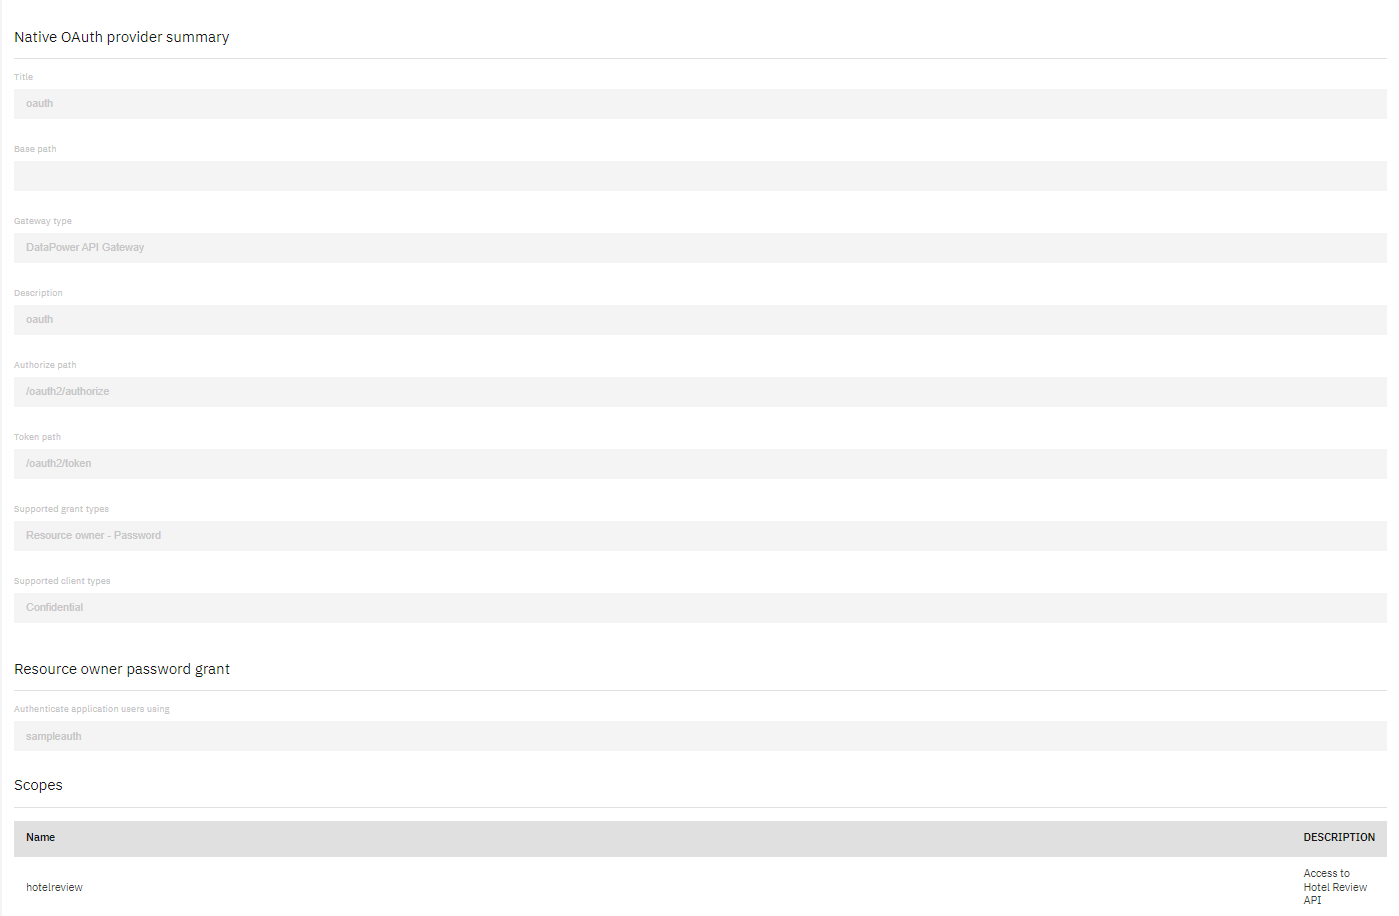 Native OAuth provider summary
Title
oauth
Base path
Gateway type
DataPower API Gateway
Description
oauth
Authorize path
/oauth2/authorize
Token path
/oauth2/token
Supported grant types
Resource owner - Password
Supported client types
Confidential
Resource owner password grant
Authenticate application users using
sampleauth
Scopes
Name DESCRIPTION
hotelreview
Access to
Hotel Review
API